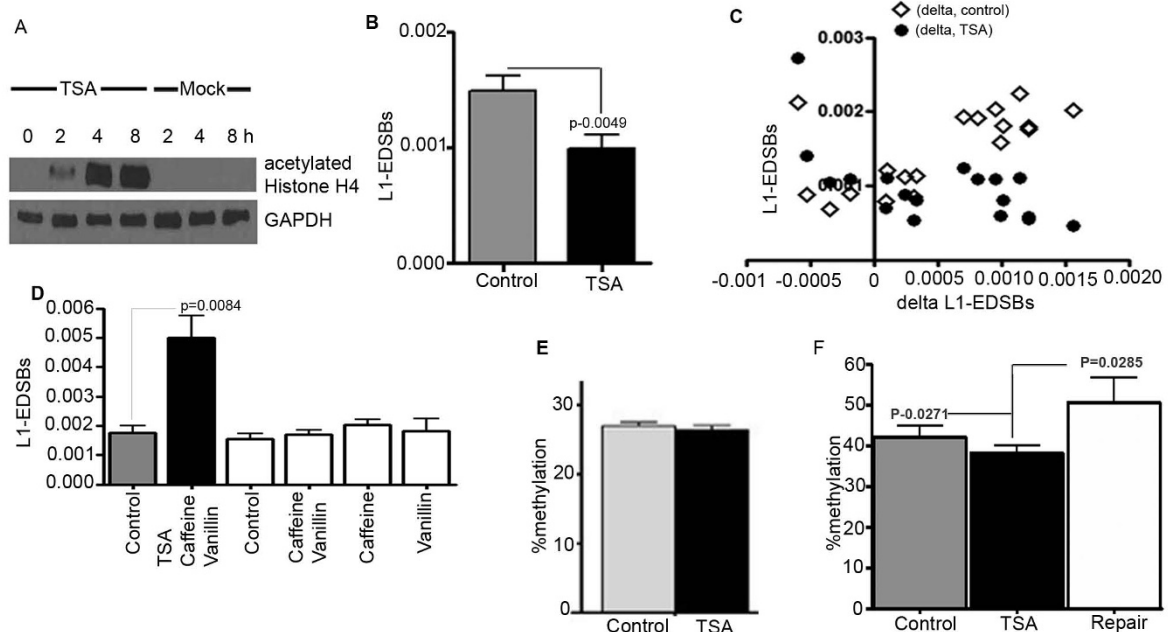 A
TSA Mock
0 2 4 8 2 4 8 h
acetylated
Histone H4
GAPDH
B
L1-EDSBs
0.002
0.001
0.000
p-0.0049
Control TSA
C
(delta, control)
(delta, TSA)
L1-EDSBs
0.003
0.002
0.001
-0.001 -0.0005 0 0.0005 0.0010 0.0015 0.0020
delta L1-EDSBs
D
L1-EDSBs
0.006
0.005
0.004
0.003
0.002
0.001
0.000
p=0.0084
Control
TSA
Caffeine
Vanillin
Control
Caffeine
Vanillin
Caffeine
Vanillin
E
%methylation
30
20
10
0
Control TSA
F
%methylation
60
50
40
30
20
10
0
P-0.0271
P=0.0285
Control TSA Repair